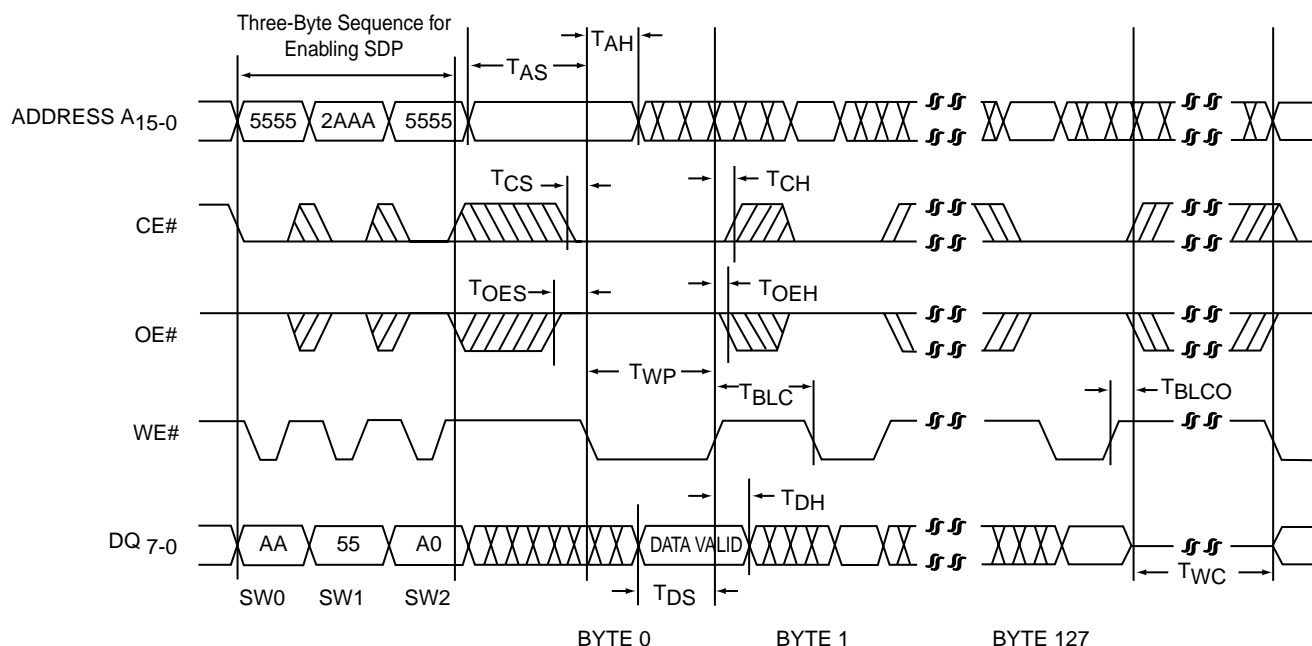 Three-Byte Sequence for
Enabling SDP
TAH
TAS
ADDRESS A15-0
5555 2AAA 5555
TCS
TCH
CE#
TOES
TOEH
OE#
TWP
TBLC
TBLCO
WE#
TDH
DQ 7-0
AA 55 A0 DATA VALID
SW0 SW1 SW2
TDS
TWC
BYTE 0 BYTE 1 BYTE 127